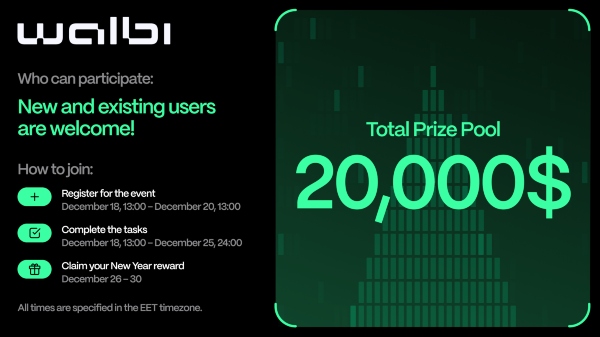 walbi
Who can participate:
New and existing users
are welcome!
How to join:
Register for the event
December 18, 13:00 – December 20, 13:00
Complete the tasks
December 18, 13:00 – December 25, 24:00
Claim your New Year reward
December 26 – 30
All times are specified in the EET timezone.
Total Prize Pool
20,000$